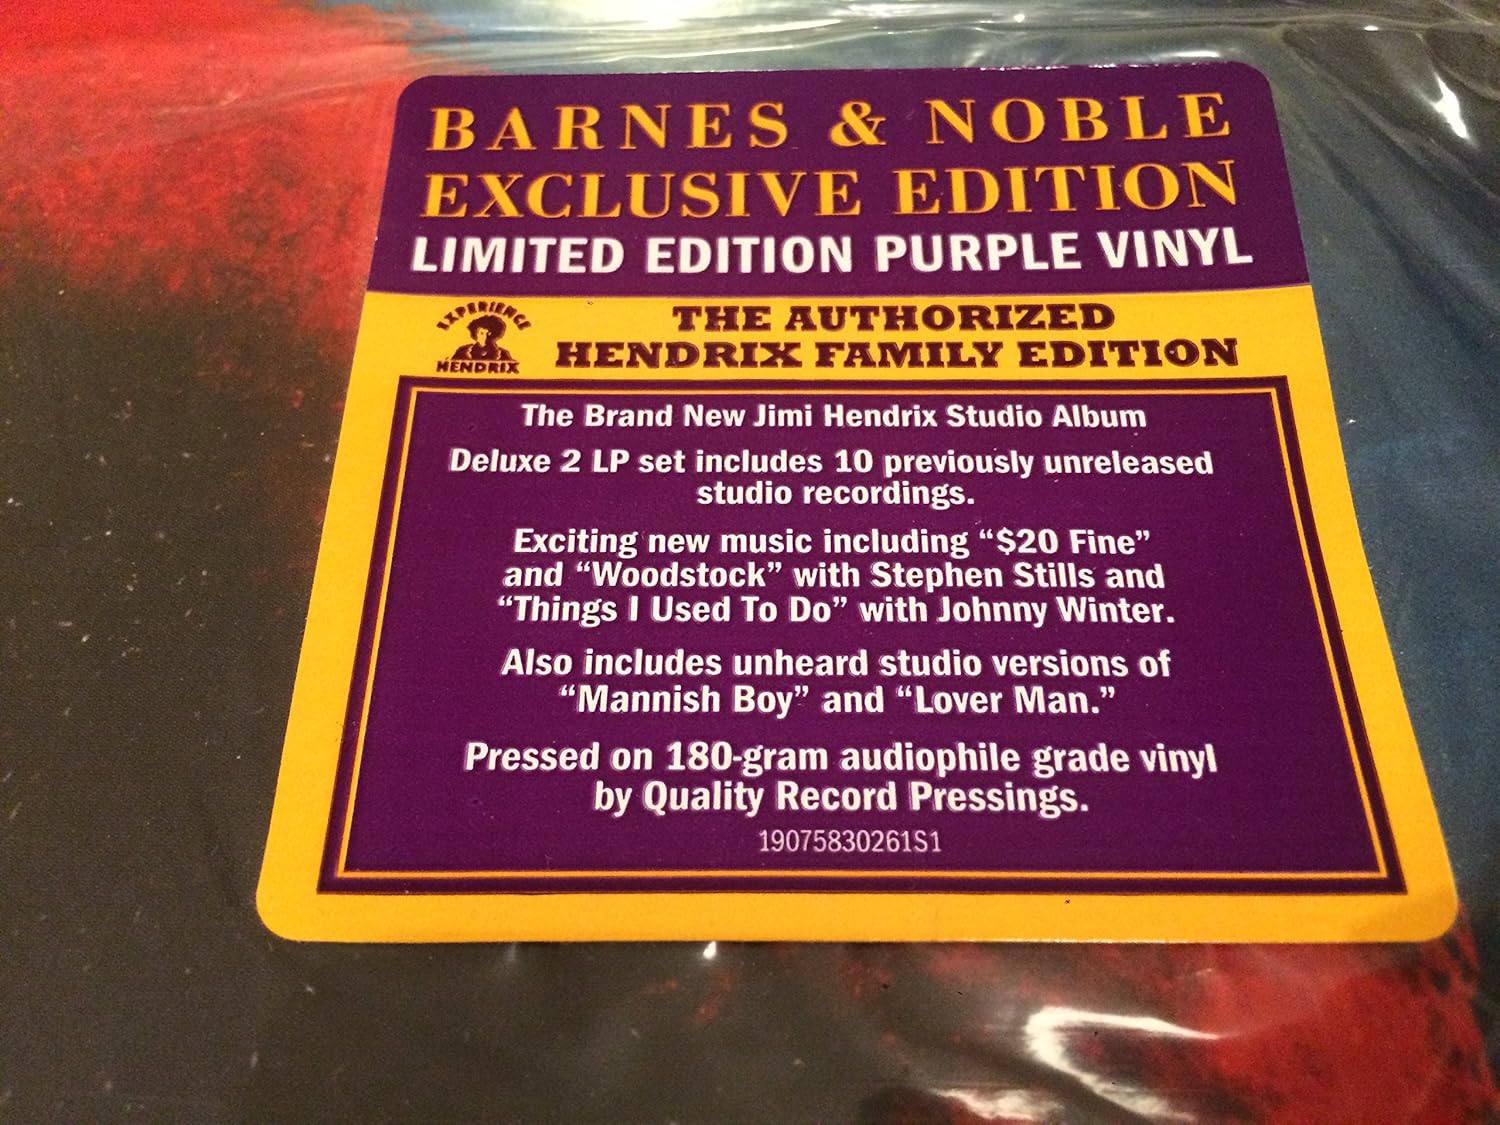 BARNES & NOBLE
EXCLUSIVE EDITION
LIMITED EDITION PURPLE VINYL
EXPERIENCE
HENDRIX
THE AUTHORIZED
HENDRIX FAMILY EDITION
The Brand New Jimi Hendrix Studio Album
Deluxe 2 LP set includes 10 previously unreleased
studio recordings.
Exciting new music including “$20 Fine”
and “Woodstock” with Stephen Stills and
“Things I Used To Do” with Johnny Winter.
Also includes unheard studio versions of
“Mannish Boy” and “Lover Man.”
Pressed on 180-gram audiophile grade vinyl
by Quality Record Pressings.
19075830261S1